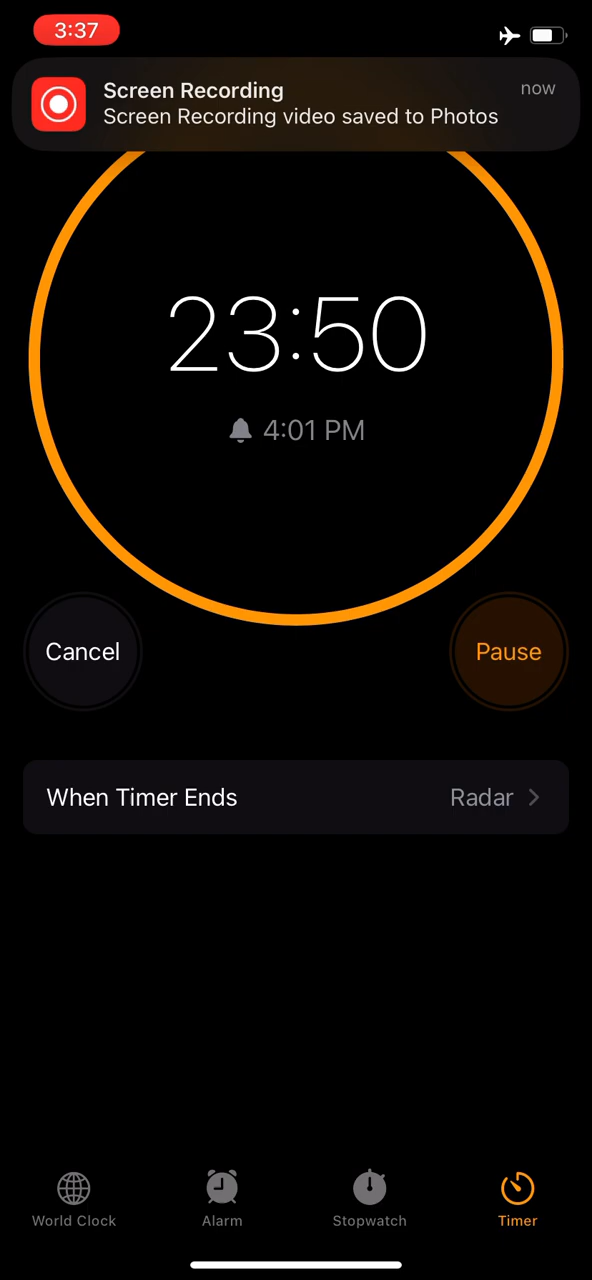 3:37
Screen Recording
now
Screen Recording video saved to Photos
23:50
4:01 PM
Cancel
Pause
When Timer Ends
Radar
World Clock
Alarm
Stopwatch
Timer